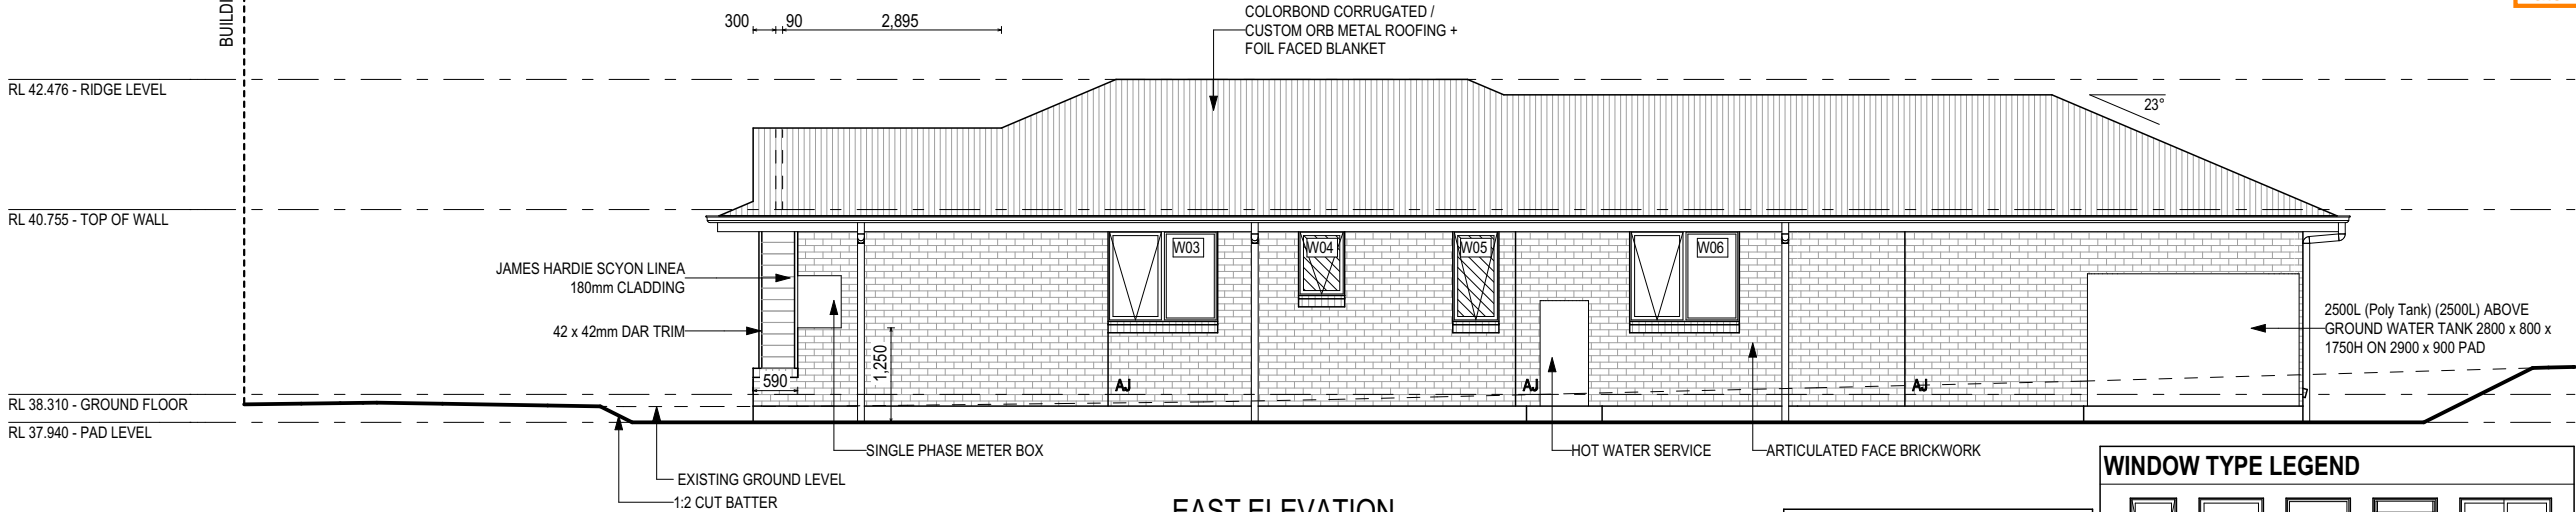 BUILDI
300 90 2,895
COLORBOND CORRUGATED /
CUSTOM ORB METAL ROOFING +
FOIL FACED BLANKET
RL 42.476 - RIDGE LEVEL
23°
RL 40.755 - TOP OF WALL
W03
W04
W05
W06
JAMES HARDIE SCYON LINEA
180mm CLADDING
42 x 42mm DAR TRIM
2500L (Poly Tank) (2500L) ABOVE
GROUND WATER TANK 2800 x 800 x
1750H ON 2900 x 900 PAD
1,250
590
AJ
AJ
AJ
RL 38.310 - GROUND FLOOR
RL 37.940 - PAD LEVEL
SINGLE PHASE METER BOX
HOT WATER SERVICE
ARTICULATED FACE BRICKWORK
EXISTING GROUND LEVEL
1:2 CUT BATTER
EAST ELEVATION
WINDOW TYPE LEGEND